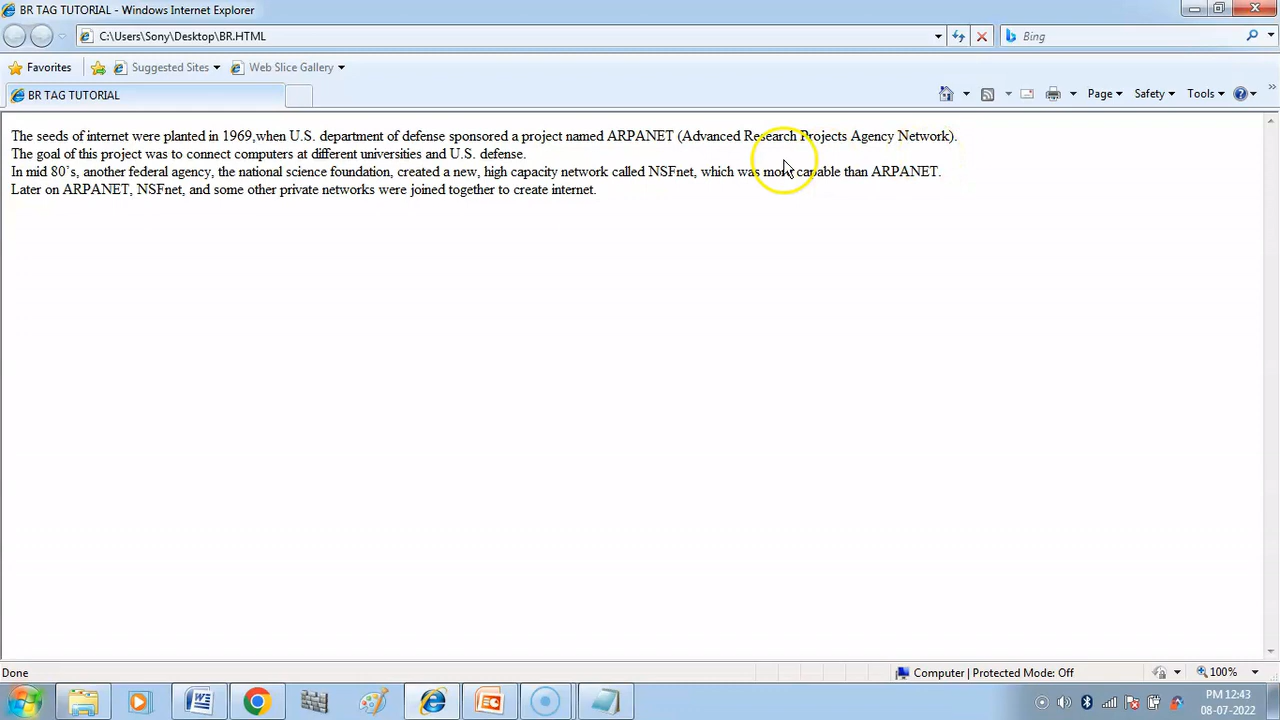 BR TAG TUTORIAL - Windows Internet Explorer
C:\Users\Sony\Desktop\BR.HTML
Bing
Favorites Suggested Sites Web Slice Gallery
BR TAG TUTORIAL
Page Safety Tools
The seeds of internet were planted in 1969,when U.S. department of defense sponsored a project named ARPANET (Advanced Research Projects Agency Network).
The goal of this project was to connect computers at different universities and U.S. defense.
In mid 80's, another federal agency, the national science foundation, created a new, high capacity network called NSFnet, which was more capable than ARPANET.
Later on ARPANET, NSFnet, and some other private networks were joined together to create internet.
Done
Computer | Protected Mode: Off
100%
PM 12:43
08-07-2022